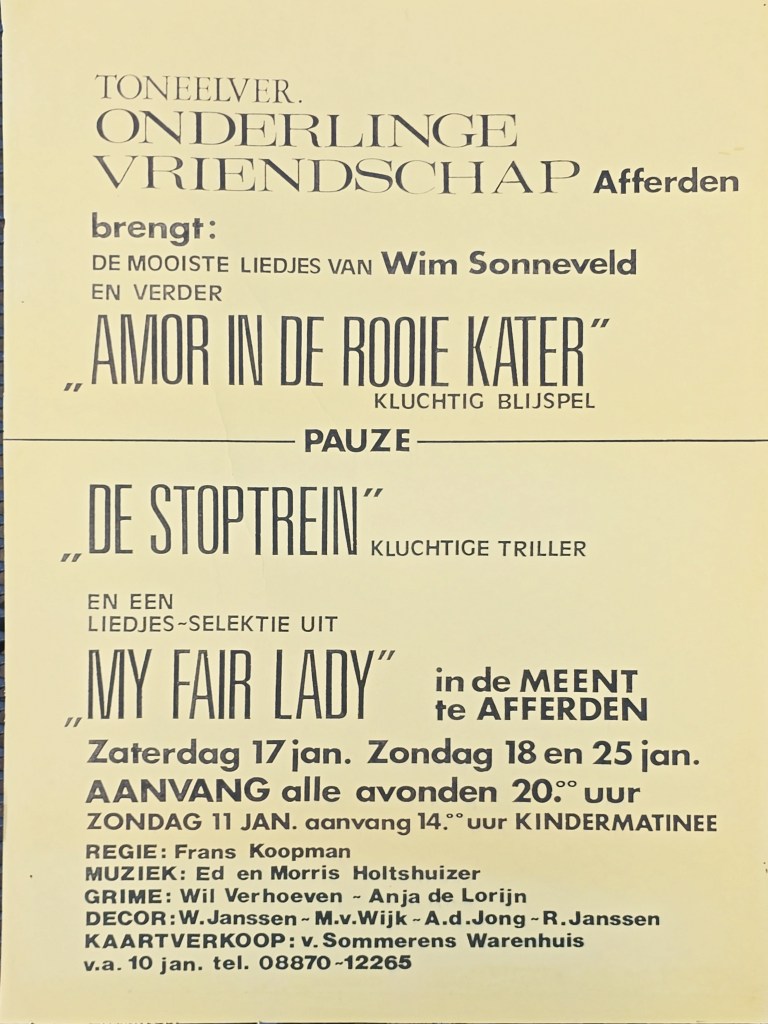 TONEELVER.
ONDERLINGE
VRIENDSCHAP Afferden
brengt:
DE MOOISTE LIEDJES VAN Wim Sonneveld
EN VERDER
„AMOR IN DE ROOIE KATER”
KLUCHTIG BLIJSPEL
PAUZE
„DE STOPTREIN” KLUCHTIGE TRILLER
EN EEN
LIEDJES~SELEKTIE UIT
„MY FAIR LADY” in de MEENT
te AFFERDEN
Zaterdag 17 jan. Zondag 18 en 25 jan.
AANVANG alle avonden 20.°° uur
ZONDAG 11 JAN. aanvang 14.°° uur KINDERMATINEE
REGIE: Frans Koopman
MUZIEK: Ed en Morris Holtshuizer
GRIME: Wil Verhoeven ~ Anja de Lorijn
DECOR: W.Janssen ~ M.v.Wijk ~ A.d.Jong ~ R.Janssen
KAARTVERKOOP: v. Sommerens Warenhuis
v.a. 10 jan. tel. 08870 ~12265